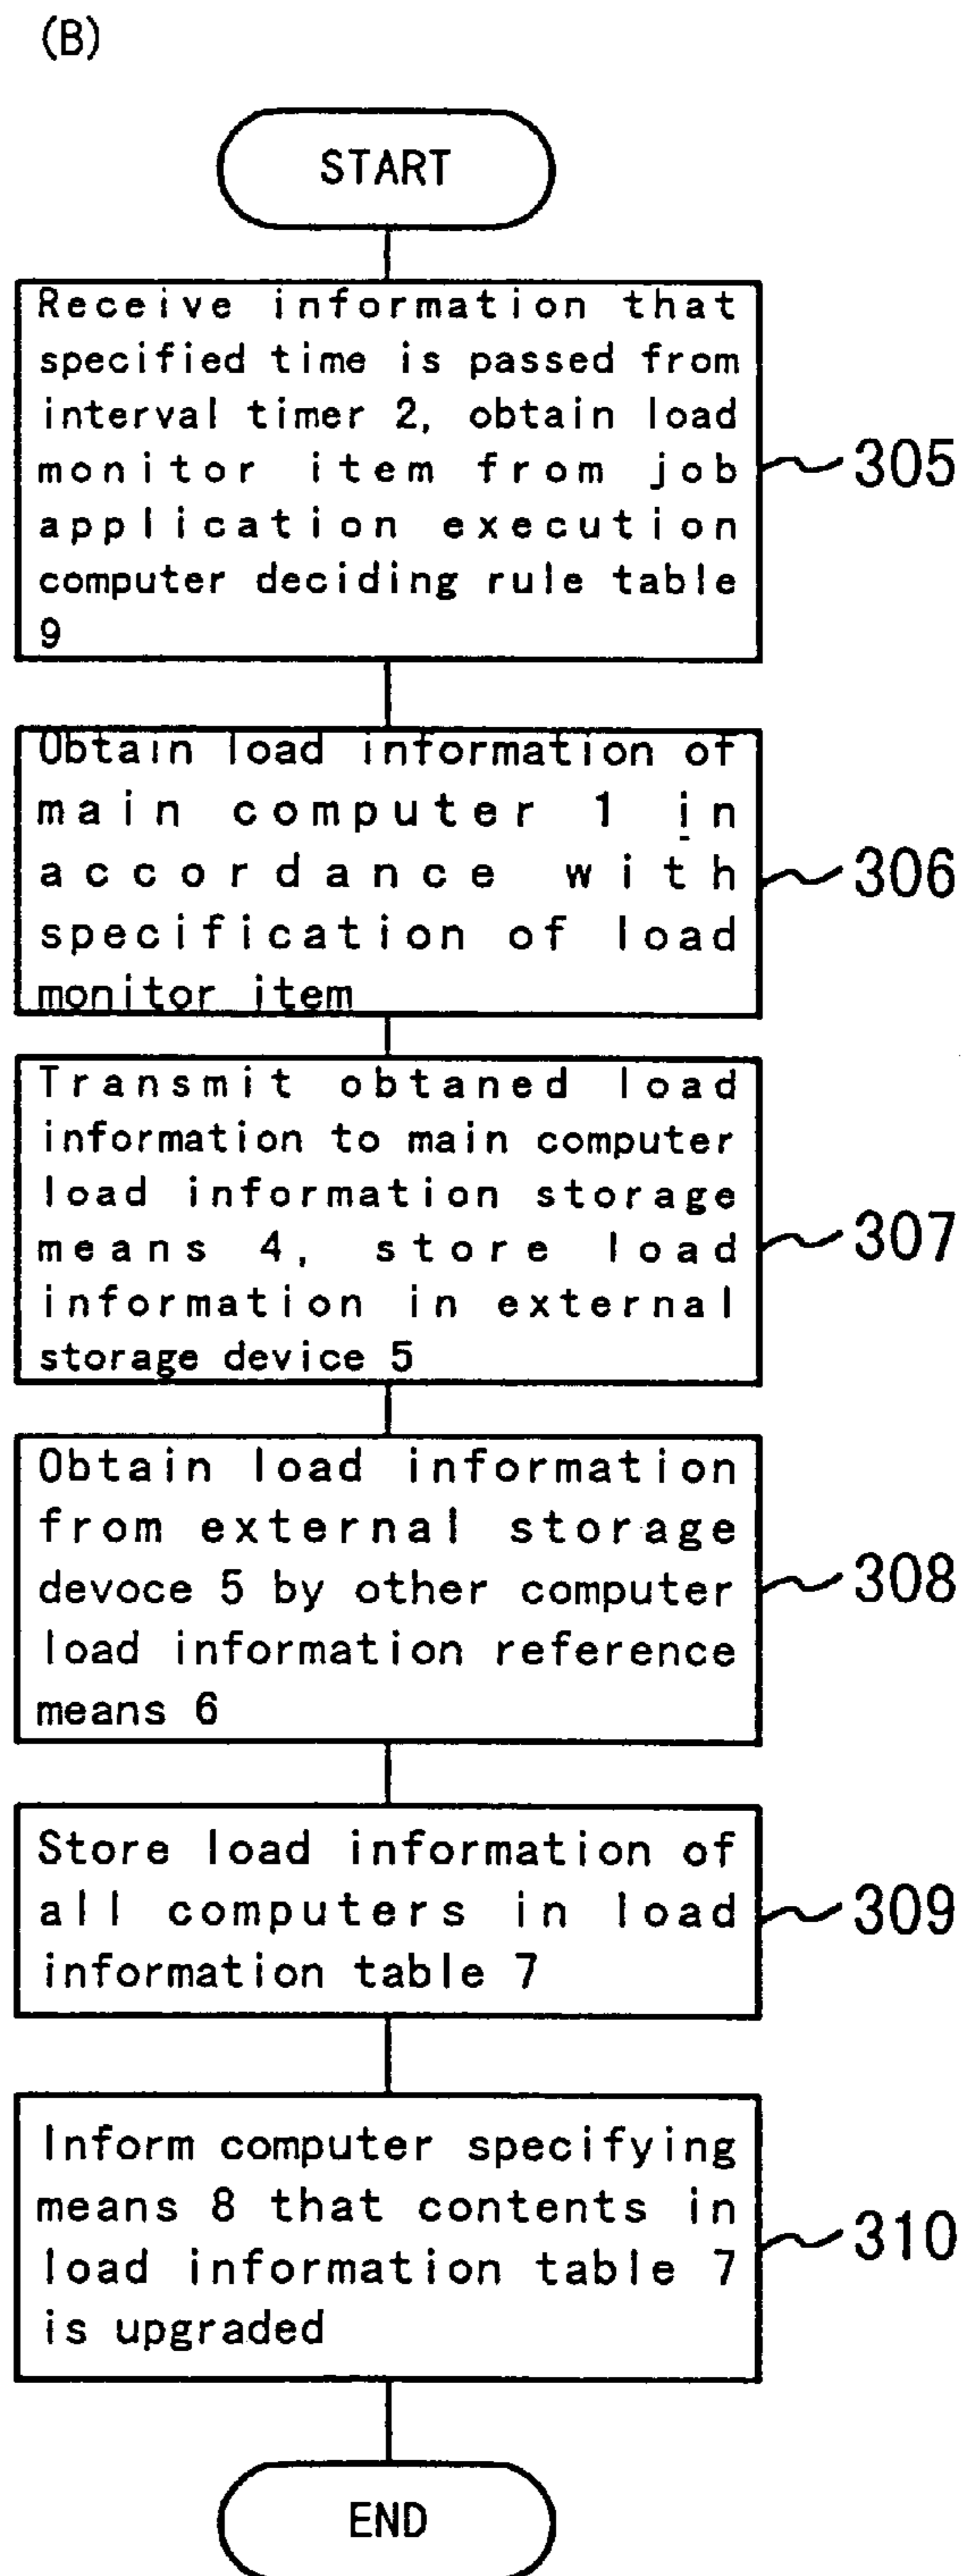 (B)
START
Receive information that
specified time is passed from
interval timer 2, obtain load
monitor item from job
application execution
computer deciding rule table
9
305
Obtain load information of
main computer 1 in
accordance with
specification of load
monitor item
306
Transmit obtaned load
information to main computer
load information storage
means 4, store load
information in external
storage device 5
307
Obtain load information
from external storage
devoce 5 by other computer
load information reference
means 6
308
Store load information of
all computers in load
information table 7
309
Inform computer specifying
means 8 that contents in
load information table 7
is upgraded
310
END